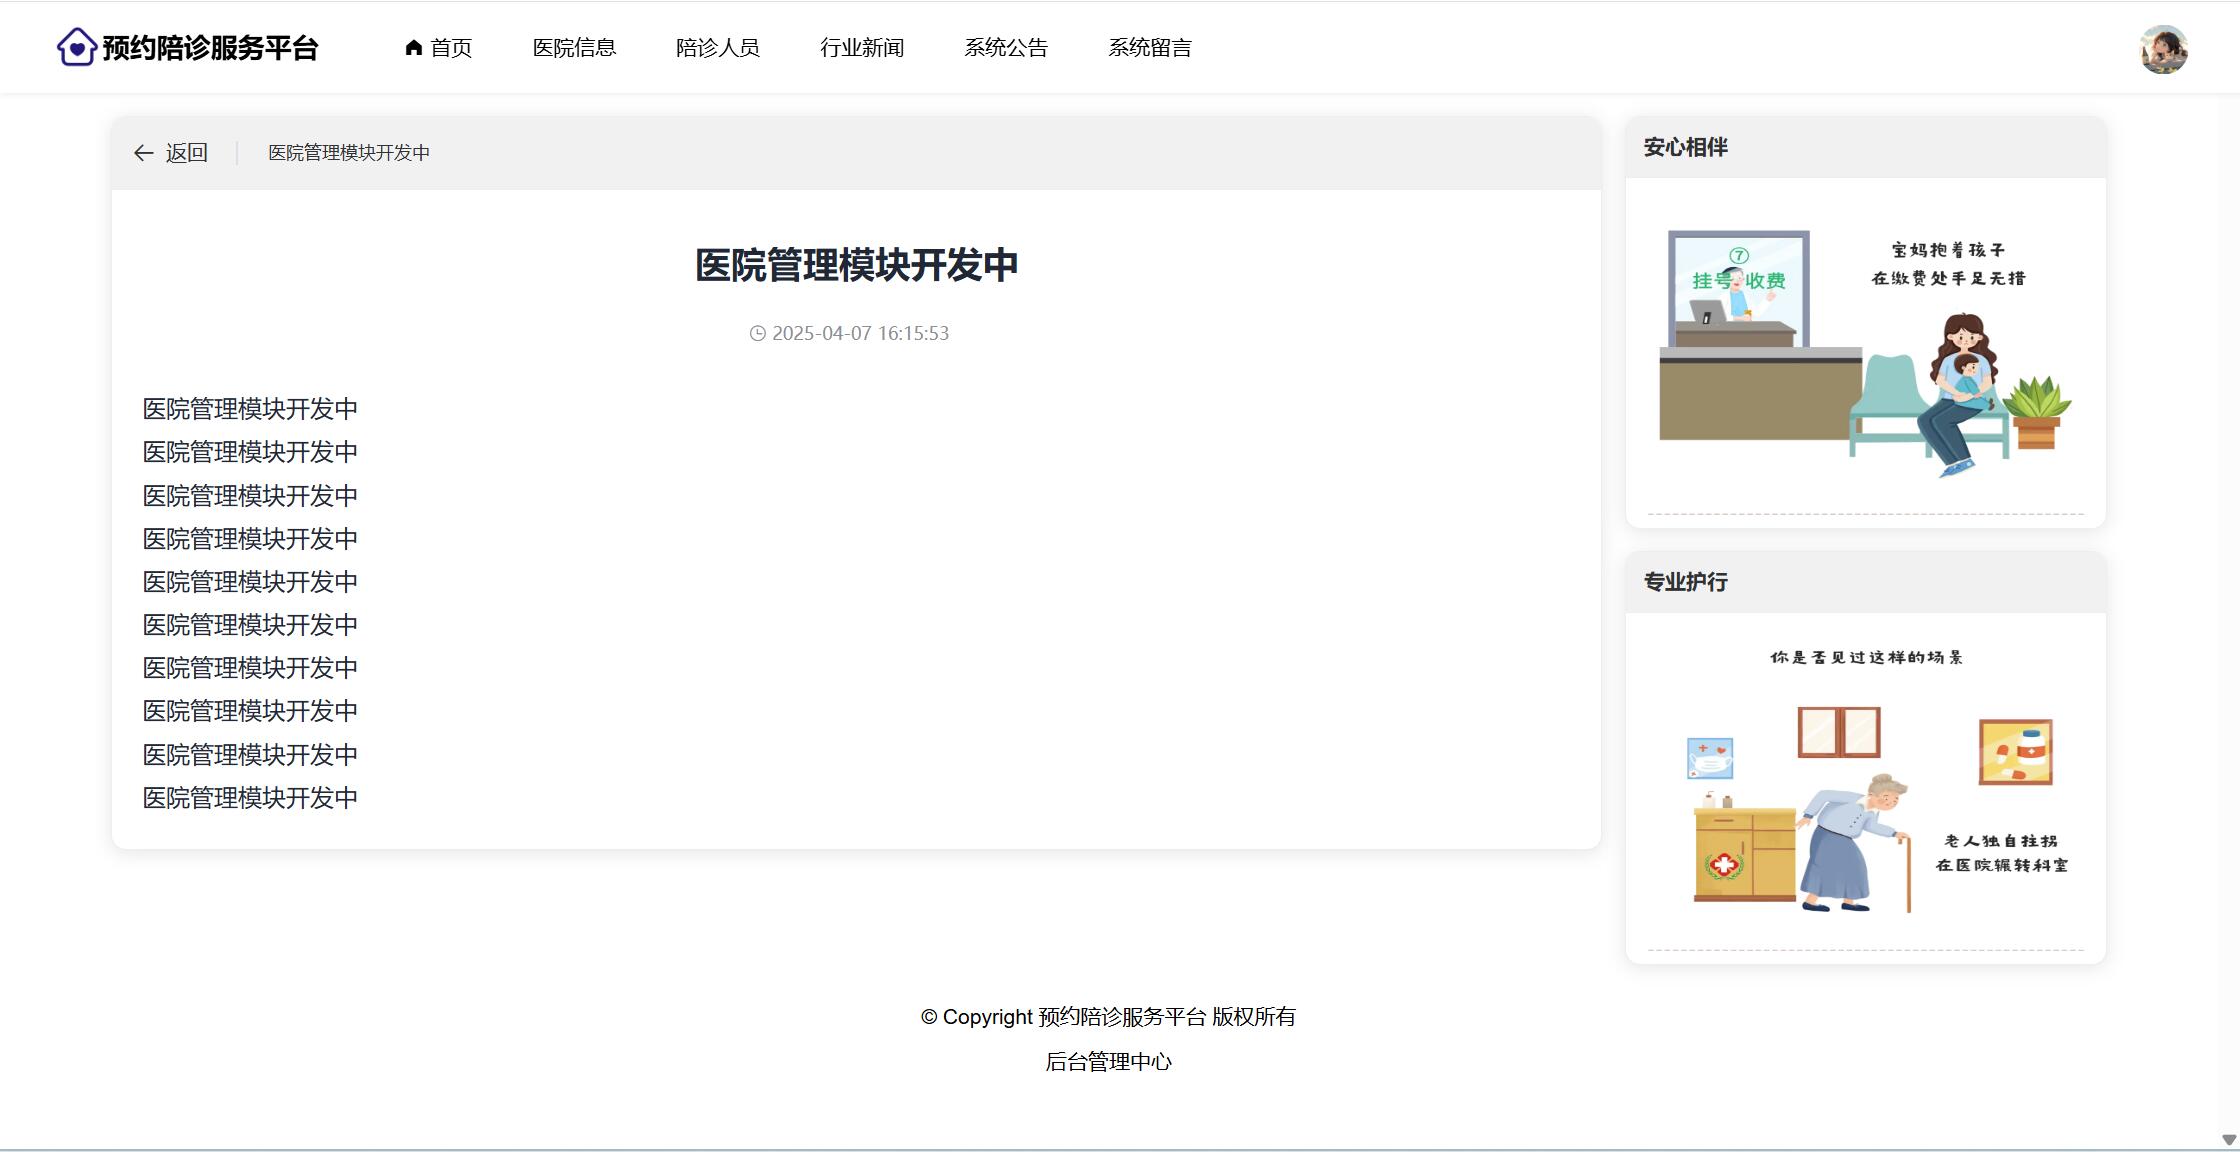 预约陪诊服务平台 首页 医院信息 陪诊人员 行业新闻 系统公告 系统留言
返回 医院管理模块开发中
医院管理模块开发中
2025-04-07 16:15:53
医院管理模块开发中
医院管理模块开发中
医院管理模块开发中
医院管理模块开发中
医院管理模块开发中
医院管理模块开发中
医院管理模块开发中
医院管理模块开发中
医院管理模块开发中
医院管理模块开发中
安心相伴
⑦
挂号 收费
宝妈抱着孩子
在缴费处手足无措
专业护行
你是否见过这样的场景
老人独自拄拐
在医院辗转科室
© Copyright 预约陪诊服务平台 版权所有
后台管理中心